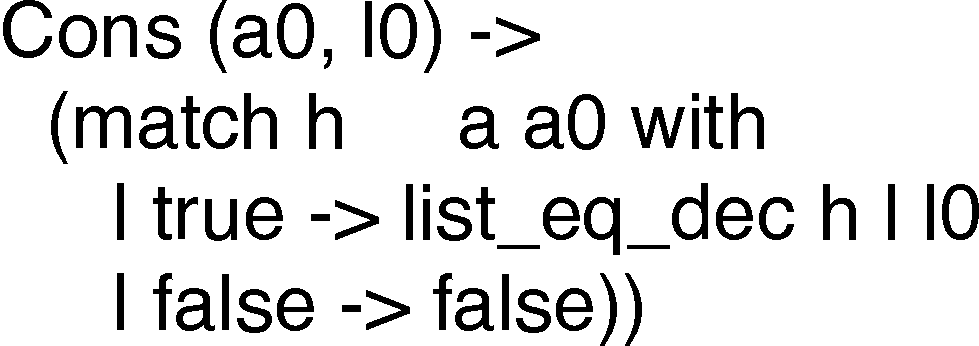 Cons (a0, l0) ->
(match h a a0 with
| true -> list_eq_dec h l l0
| false -> false))